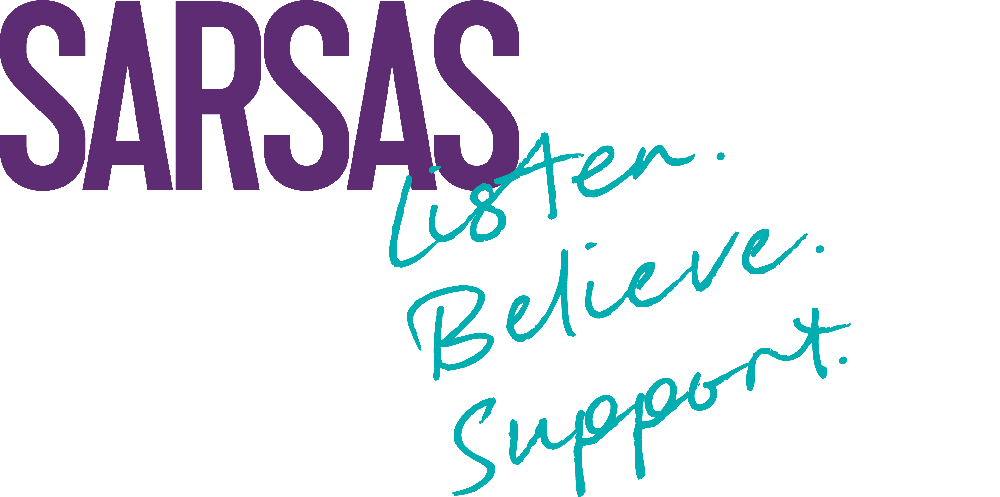 SARSAS
Listen.
Believe.
Support.